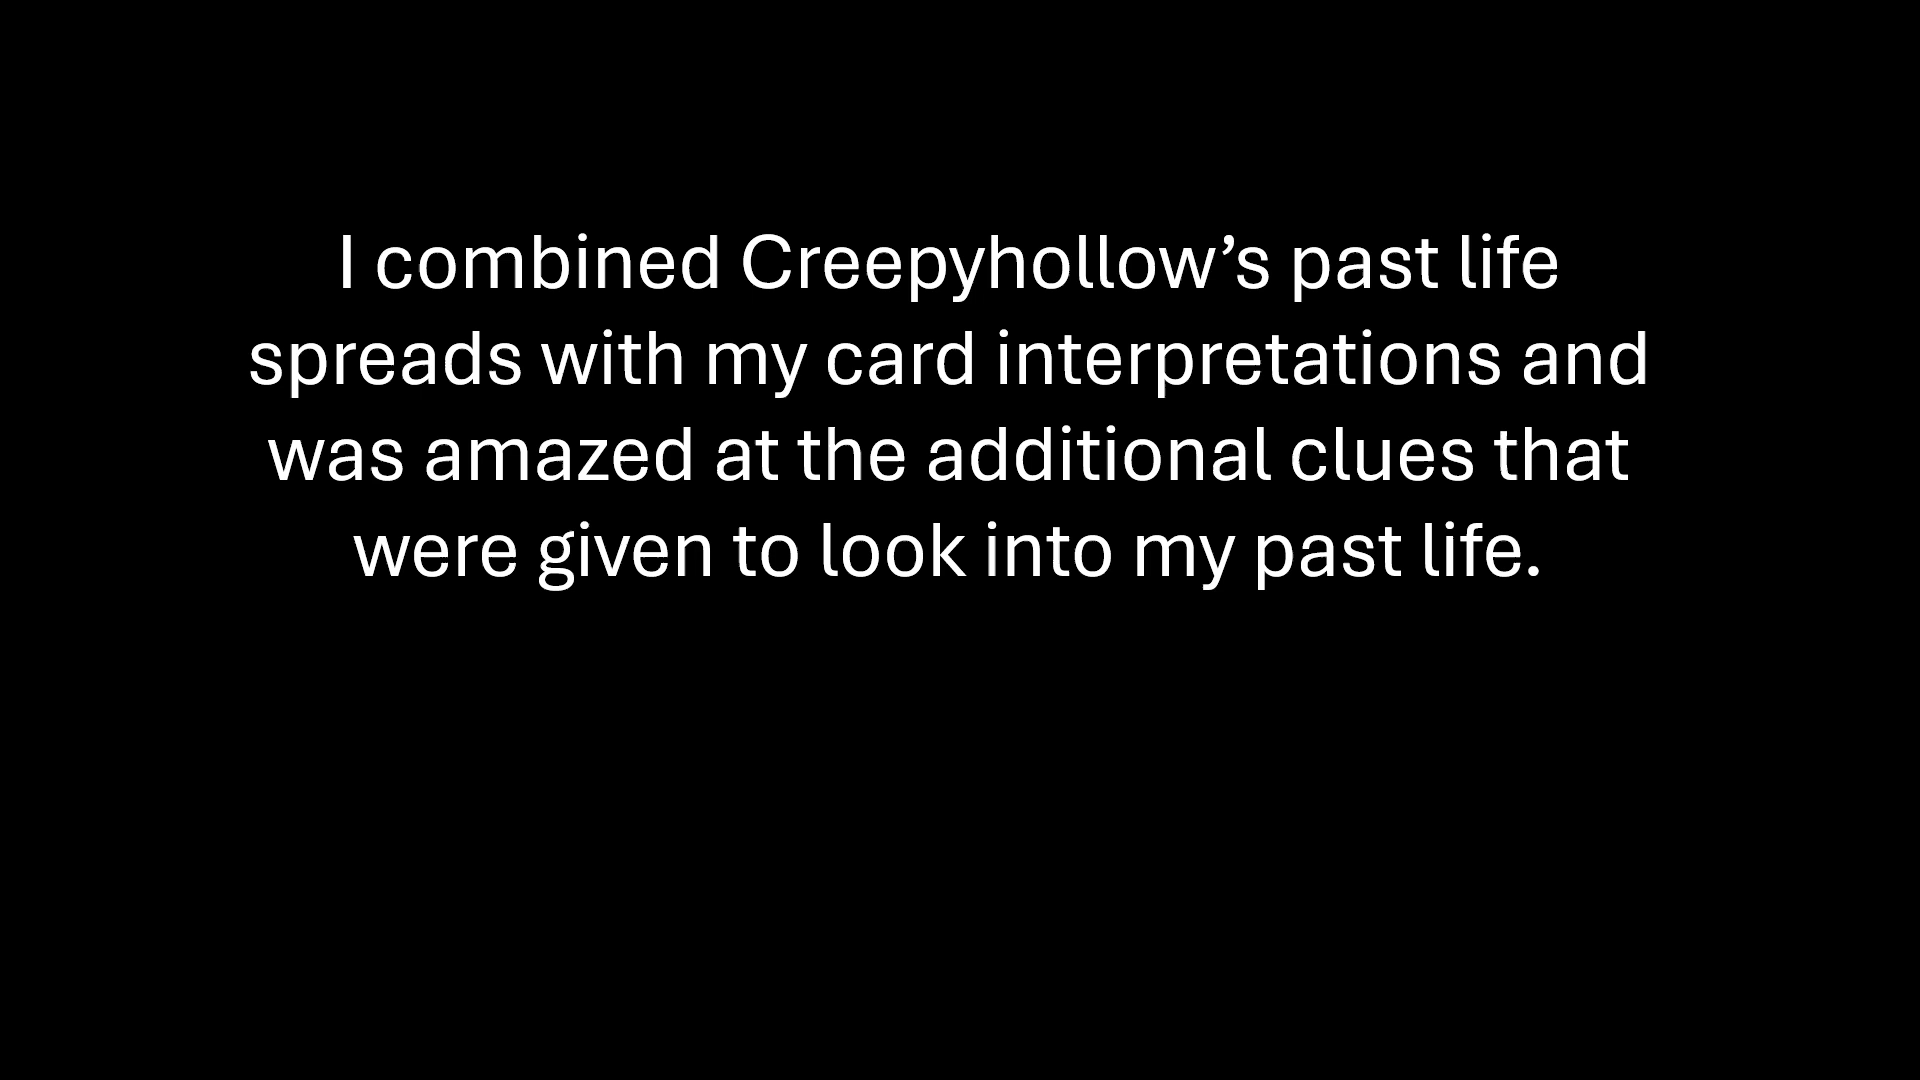 I combined Creepyhollow’s past life
spreads with my card interpretations and
was amazed at the additional clues that
were given to look into my past life.